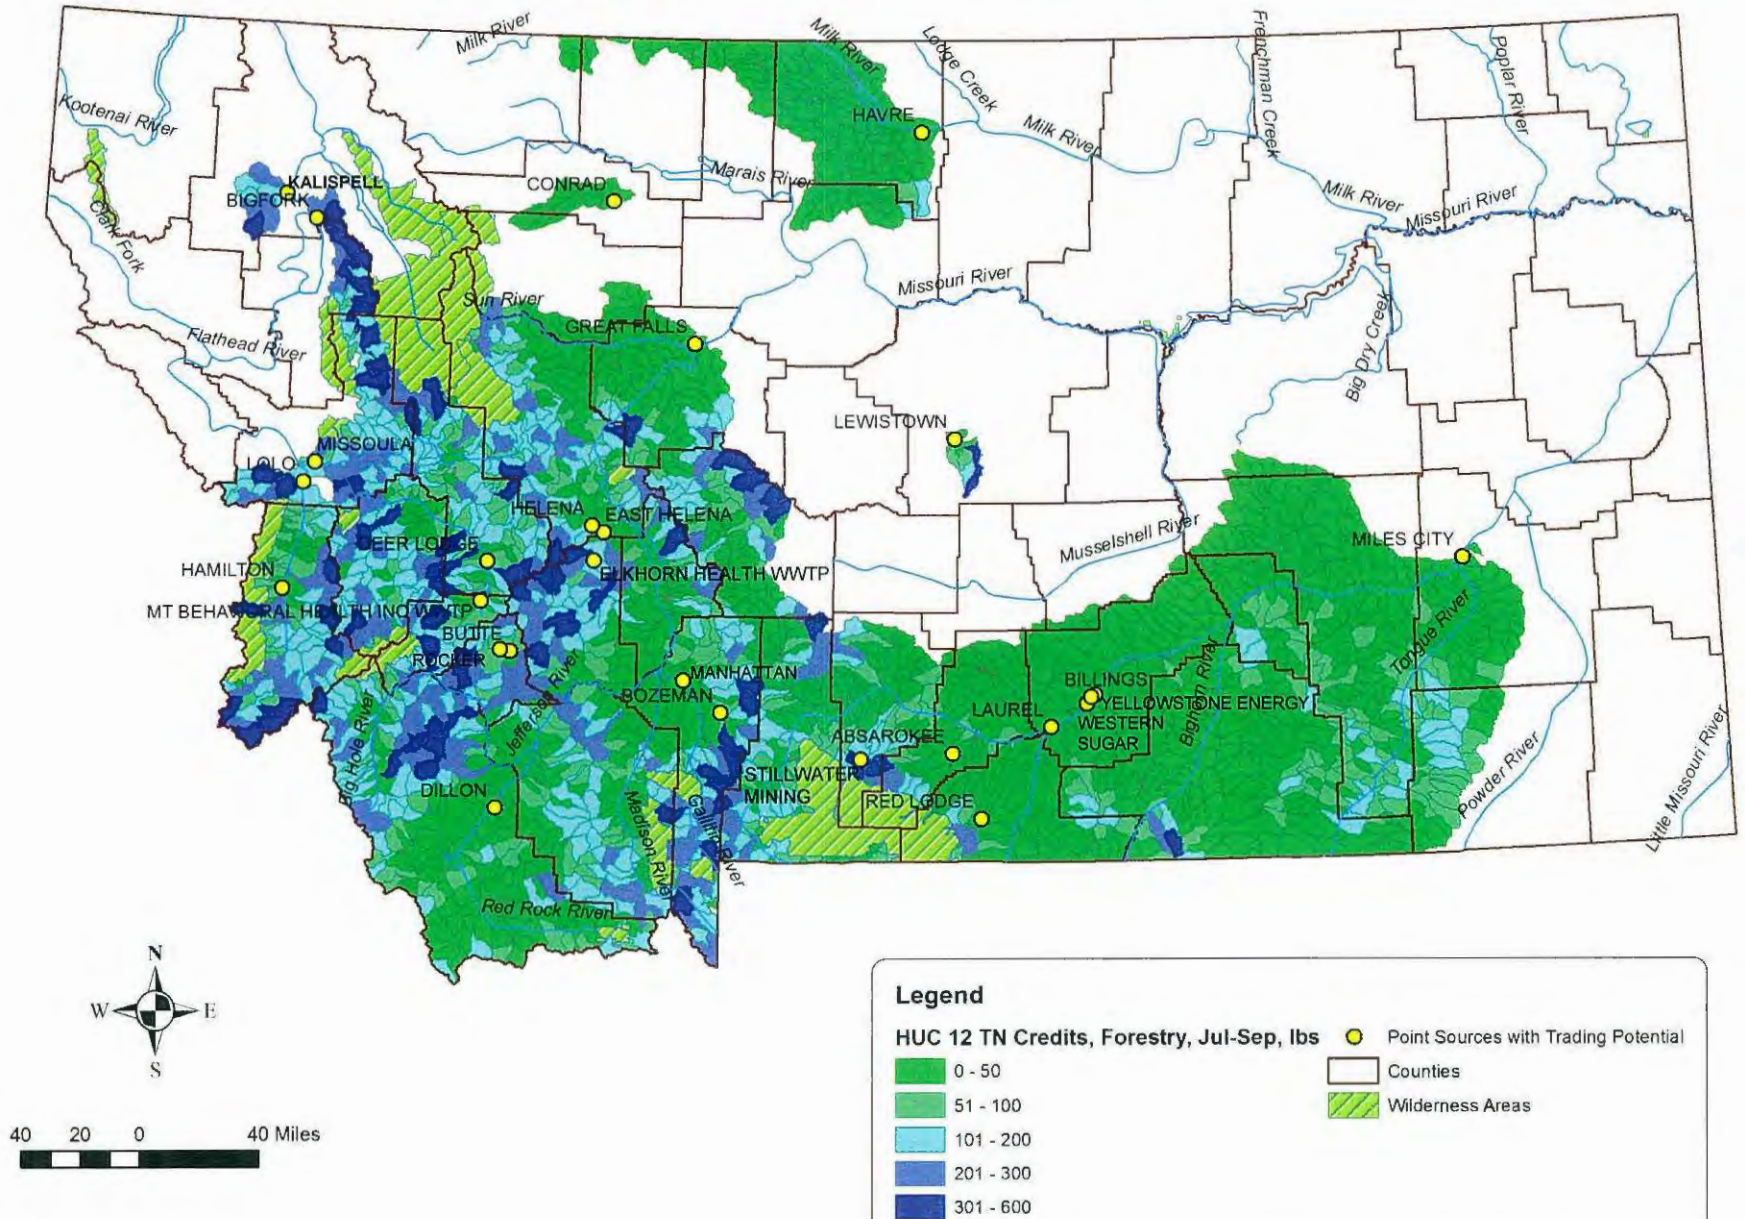 Milk River
Milk River
Lodge Creek
Frenchman Creek
Poplar River
Kootenai River
HAVRE
Milk River
Marais River
KALISPELL
BIGFORK
CONRAD
Milk River
Missouri River
Clark Fork
Missouri River
Sun River
GREAT FALLS
Big Dry Creek
Flathead River
LEWISTOWN
MISSOULA
LOLO
HELENA
EAST HELENA
Musselshell River
MILES CITY
DEER LODGE
HAMILTON
ELKHORN HEALTH WWTP
MT BEHAVIORAL HEALTH INC WWTP
BUTTE
ROCKER
Tongue River
MANHATTAN
BOZEMAN
Jefferson River
Big Hole River
BILLINGS
YELLOWSTONE ENERGY
LAUREL
WESTERN
SUGAR
Bighorn River
ABSAROKEE
STILLWATER
MINING
RED LODGE
DILLON
Madison River
Gallitin River
Powder River
Little Missouri River
Red Rock River
N
W
E
S
40 20 0 40 Miles
Legend
HUC 12 TN Credits, Forestry, Jul-Sep, lbs
0 - 50
51 - 100
101 - 200
201 - 300
301 - 600
Point Sources with Trading Potential
Counties
Wilderness Areas